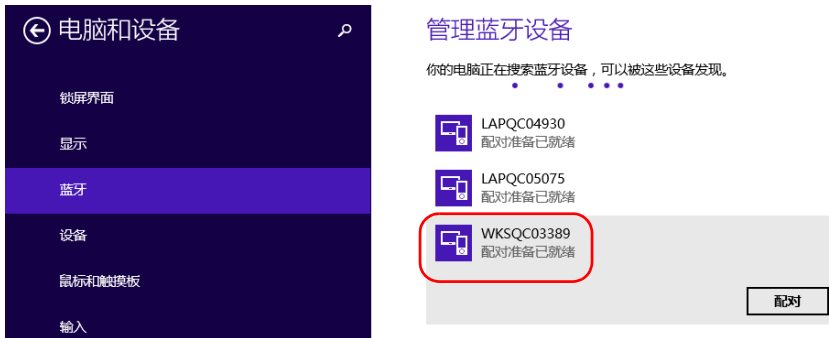 电脑和设备
锁屏界面
显示
蓝牙
设备
鼠标和触摸板
输入
管理蓝牙设备
你的电脑正在搜索蓝牙设备，可以被这些设备发现。
LAPQC04930
配对准备已就绪
LAPQC05075
配对准备已就绪
WKSQC03389
配对准备已就绪
配对